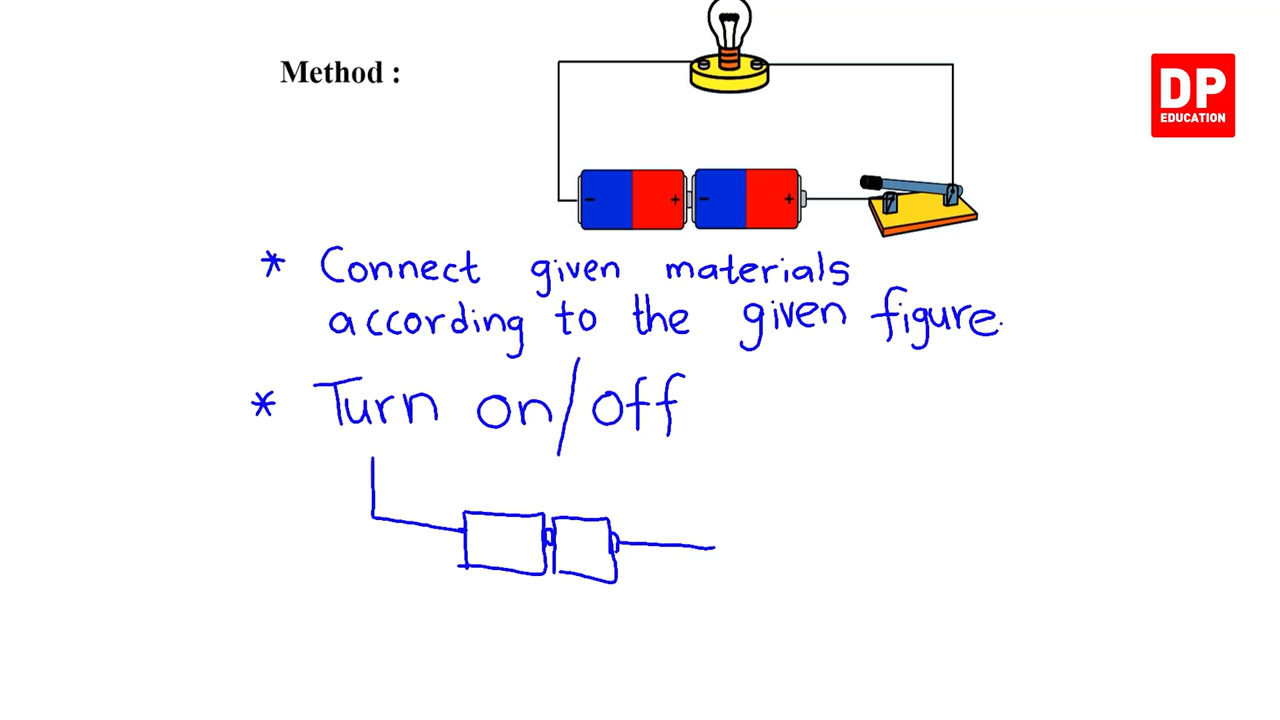 Method :
DP
EDUCATION
- + - +
* Connect given materials
according to the given figure.
* Turn on/off